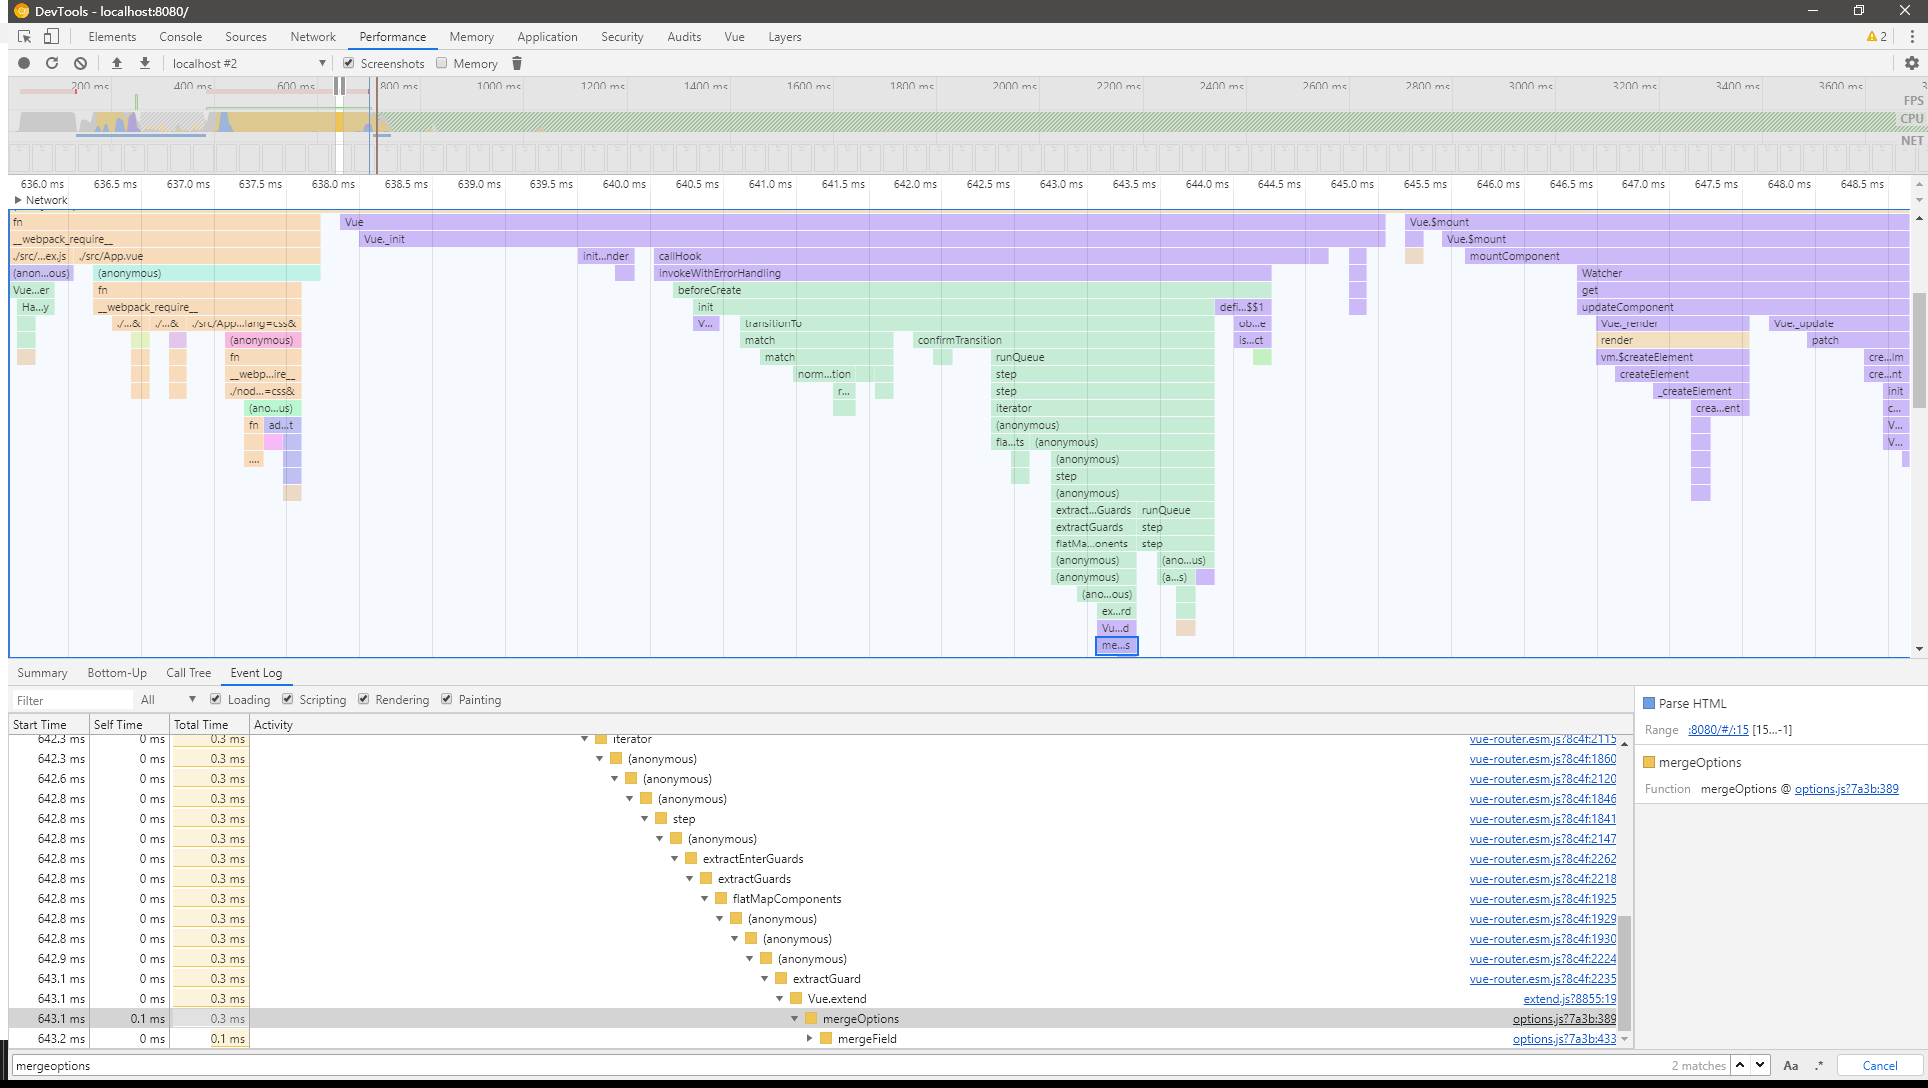 DevTools - localhost:8080/
Elements Console Sources Network Performance Memory Application Security Audits Vue Layers 2
localhost #2 Screenshots Memory
200 ms 400 ms 600 ms 800 ms 1000 ms 1200 ms 1400 ms 1600 ms 1800 ms 2000 ms 2200 ms 2400 ms 2600 ms 2800 ms 3000 ms 3200 ms 3400 ms 3600 ms 3
FPS
CPU
NET
636.0 ms 636.5 ms 637.0 ms 637.5 ms 638.0 ms 638.5 ms 639.0 ms 639.5 ms 640.0 ms 640.5 ms 641.0 ms 641.5 ms 642.0 ms 642.5 ms 643.0 ms 643.5 ms 644.0 ms 644.5 ms 645.0 ms 645.5 ms 646.0 ms 646.5 ms 647.0 ms 647.5 ms 648.0 ms 648.5 ms
Network
fn Vue Vue.$mount
__webpack_require__ Vue._init Vue.$mount
./src/...ex.js ./src/App.vue init...nder callHook mountComponent
(anon...ous) (anonymous) invokeWithErrorHandling Watcher
Vue...er fn beforeCreate get
Ha...y __webpack_require__ init defi...$$1 updateComponent
./...& ./...& ./src/App...lang=css& V... transitionTo ob...e Vue._render Vue._update
(anonymous) match confirmTransition is...ct render patch
fn match runQueue vm.$createElement cre...lm
__webp...ire__ norm...tion step createElement cre...nt
./nod...=css& r... step _createElement init
(ano...us) iterator crea...ent c...
fn ad...t (anonymous) V...
fla...ts (anonymous) V...
.... (anonymous)
step
(anonymous)
extract...Guards runQueue
extractGuards step
flatMa...onents step
(anonymous) (ano...us)
(anonymous) (a...s)
(ano...ous)
ex...rd
Vu...d
me...s
Summary Bottom-Up Call Tree Event Log
Filter All Loading Scripting Rendering Painting
Start Time Self Time Total Time Activity
642.3 ms 0 ms 0.3 ms iterator vue-router.esm.js?8c4f:2115
642.3 ms 0 ms 0.3 ms (anonymous) vue-router.esm.js?8c4f:1860
642.6 ms 0 ms 0.3 ms (anonymous) vue-router.esm.js?8c4f:2120
642.8 ms 0 ms 0.3 ms (anonymous) vue-router.esm.js?8c4f:1846
642.8 ms 0 ms 0.3 ms step vue-router.esm.js?8c4f:1841
642.8 ms 0 ms 0.3 ms (anonymous) vue-router.esm.js?8c4f:2147
642.8 ms 0 ms 0.3 ms extractEnterGuards vue-router.esm.js?8c4f:2262
642.8 ms 0 ms 0.3 ms extractGuards vue-router.esm.js?8c4f:2218
642.8 ms 0 ms 0.3 ms flatMapComponents vue-router.esm.js?8c4f:1925
642.8 ms 0 ms 0.3 ms (anonymous) vue-router.esm.js?8c4f:1929
642.8 ms 0 ms 0.3 ms (anonymous) vue-router.esm.js?8c4f:1930
642.9 ms 0 ms 0.3 ms (anonymous) vue-router.esm.js?8c4f:2224
643.1 ms 0 ms 0.3 ms extractGuard vue-router.esm.js?8c4f:2235
643.1 ms 0 ms 0.3 ms Vue.extend extend.js?8855:19
643.1 ms 0.1 ms 0.3 ms mergeOptions options.js?7a3b:389
643.2 ms 0 ms 0.1 ms mergeField options.js?7a3b:433
Parse HTML
Range :8080/#/:15 [15...-1]
mergeOptions
Function mergeOptions @ options.js?7a3b:389
mergeoptions 2 matches Aa .* Cancel